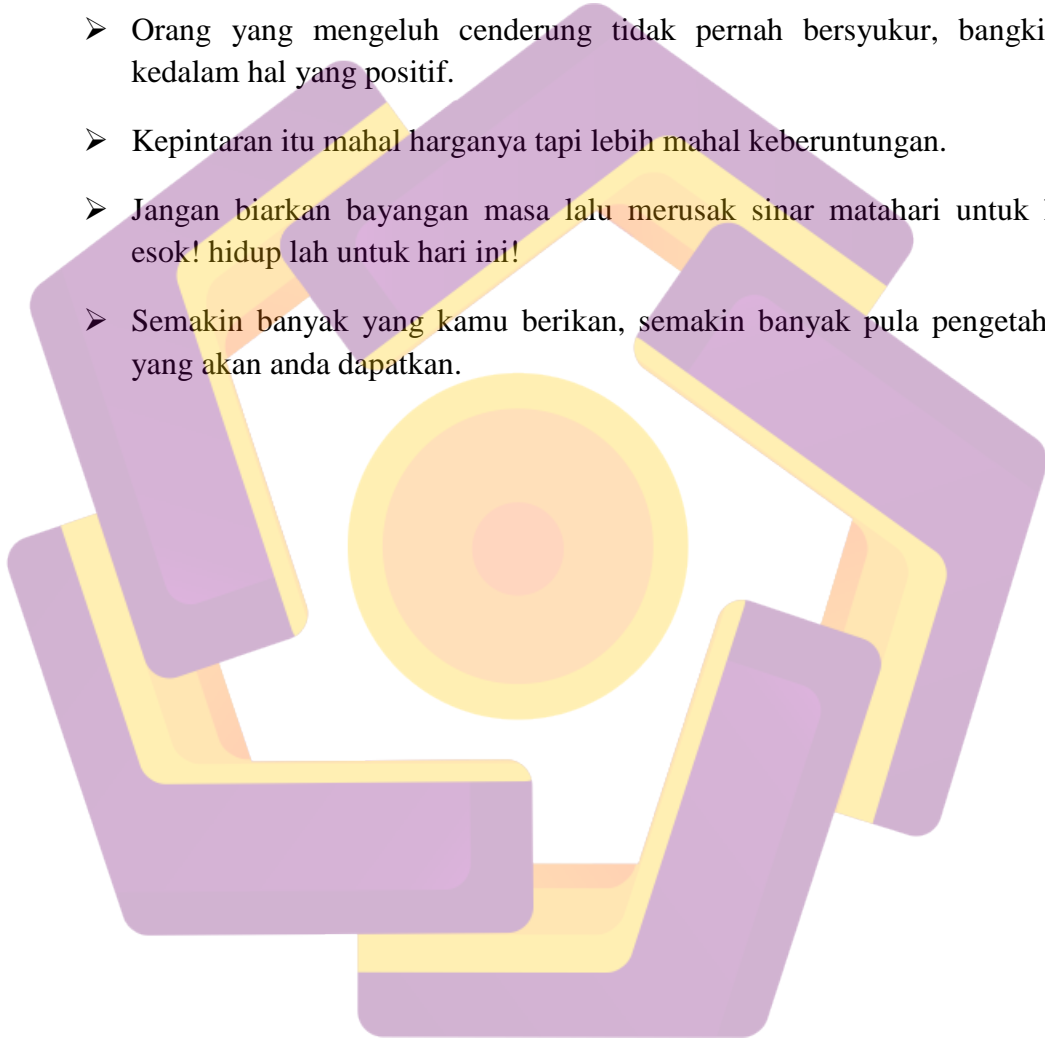 ➢ Orang yang mengeluh cenderung tidak pernah bersyukur,
kedalam hal yang positif.
➢ Kepintaran itu mahal harganya tapi lebih mahal keberuntungan.
➢ Jangan biarkan bayangan masa lalu merusak sinar matahari untuk
esok! hidup lah untuk hari ini!
➢ Semakin banyak yang kamu berikan, semakin banyak pula
yang akan anda dapatkan.